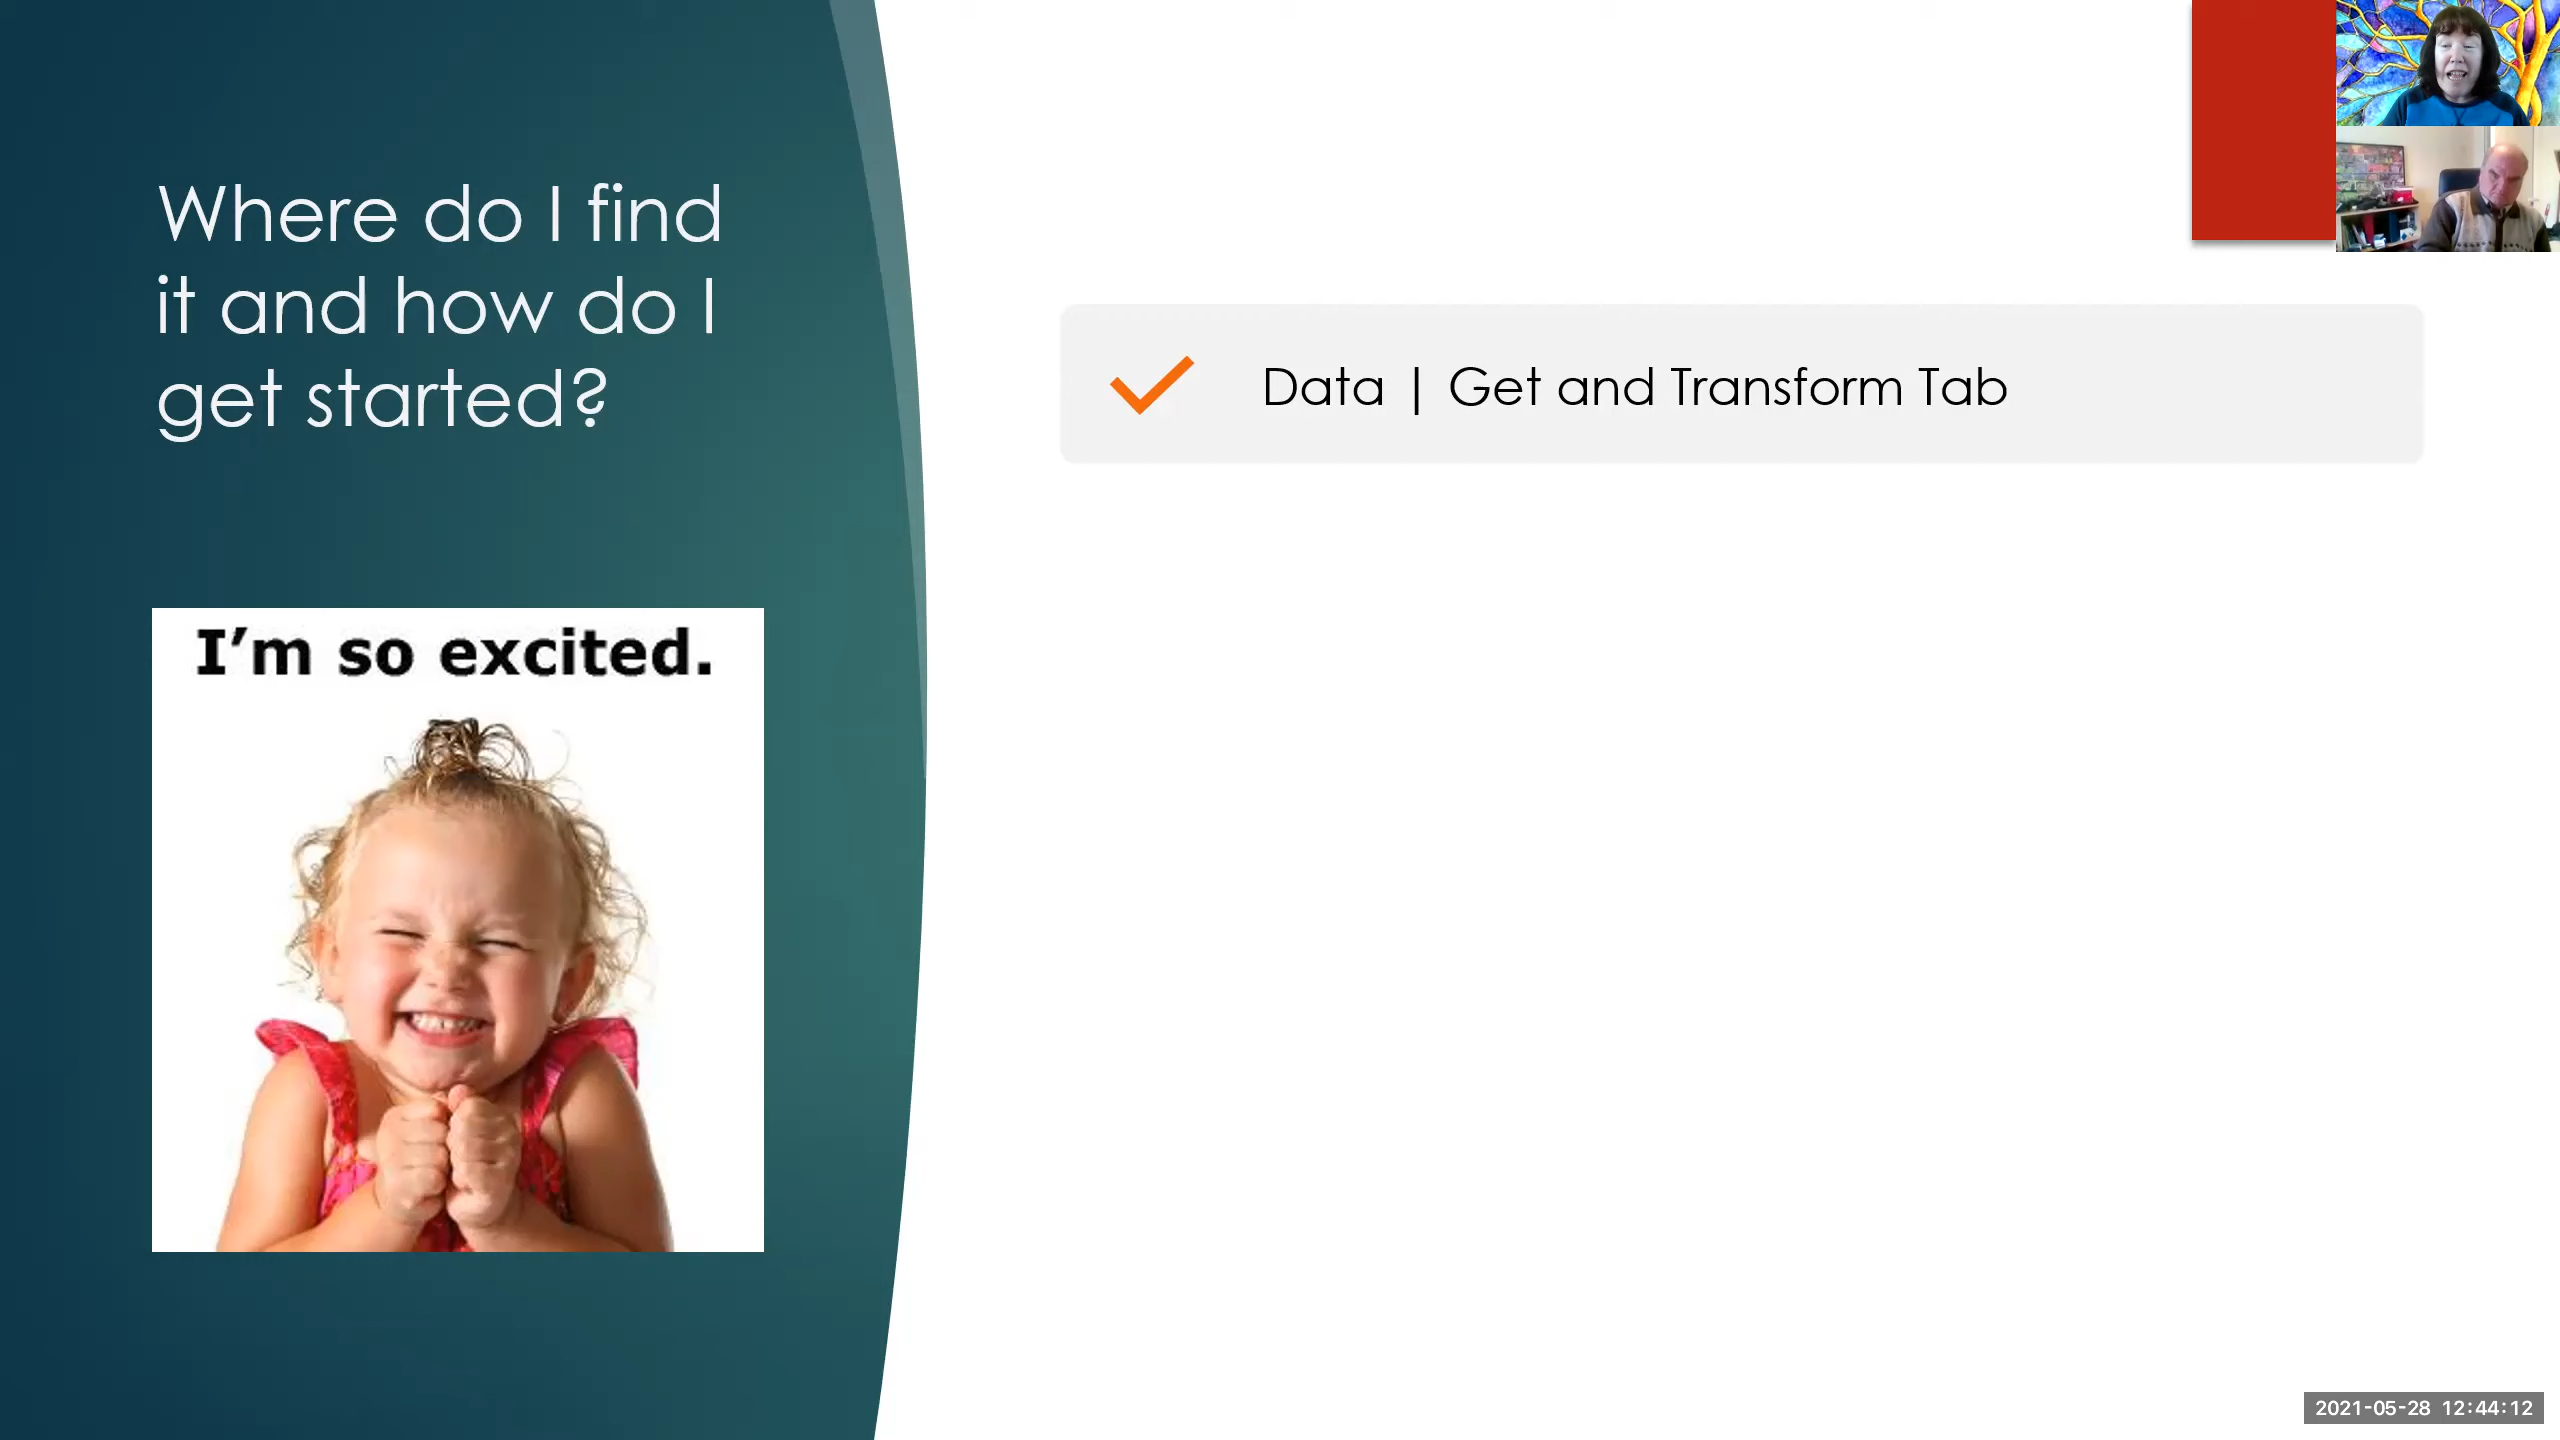 Where do I find
it and how do I
get started?
I’m so excited.
Data | Get and Transform Tab
2021-05-28 12:44:12